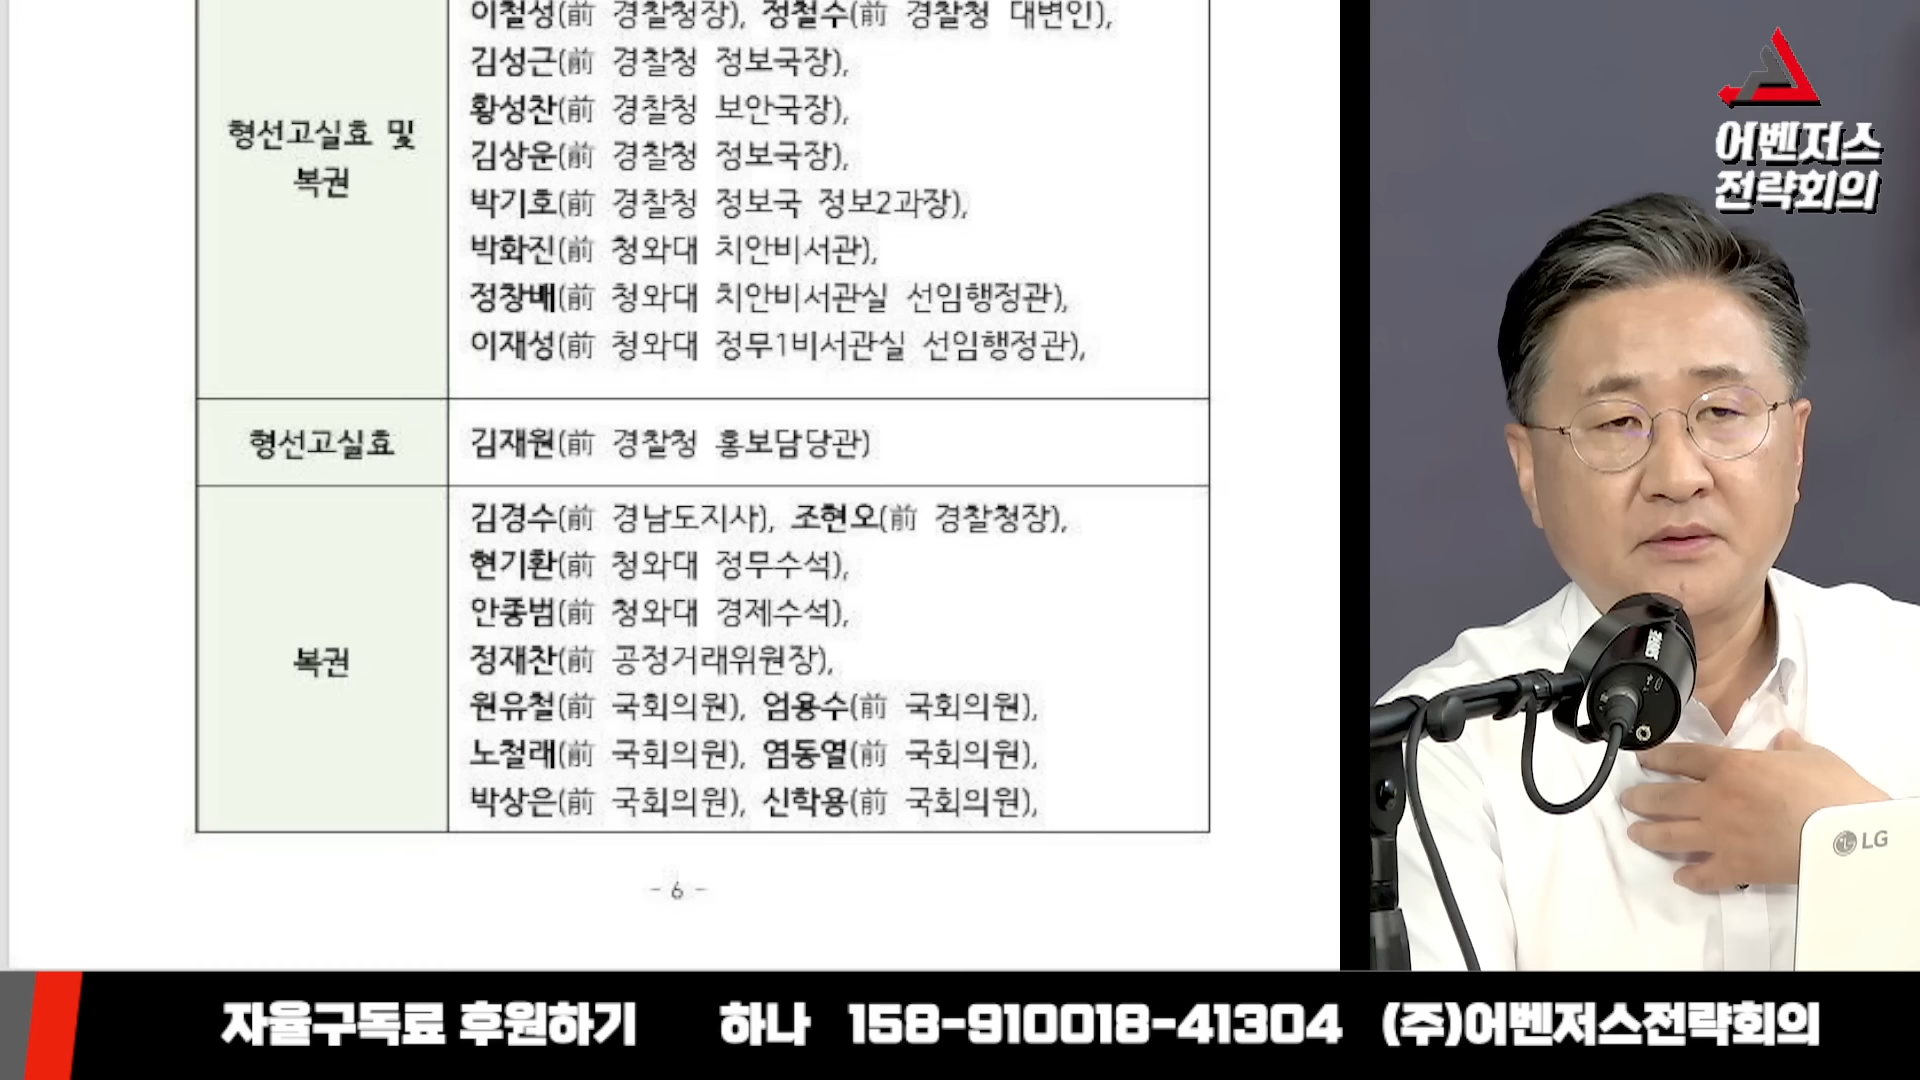 이철성(前 경찰청장), 정철수(前 경찰청 대변인),
김성근(前 경찰청 정보국장),
황성찬(前 경찰청 보안국장),
김상운(前 경찰청 정보국장),
박기호(前 경찰청 정보국 정보2과장),
박화진(前 청와대 치안비서관),
정창배(前 청와대 치안비서관실 선임행정관),
이재성(前 청와대 정무1비서관실 선임행정관),
형선고실효 및
복권
형선고실효
김재원(前 경찰청 홍보담당관)
복권
김경수(前 경남도지사), 조현오(前 경찰청장),
현기환(前 청와대 정무수석),
안종범(前 청와대 경제수석),
정재찬(前 공정거래위원장),
원유철(前 국회의원), 엄용수(前 국회의원),
노철래(前 국회의원), 염동열(前 국회의원),
박상은(前 국회의원), 신학용(前 국회의원),
- 6 -
어벤저스
전략회의
SHURE
LG
자율구독료 후원하기 하나 158-910018-41304 (주)어벤저스전략회의